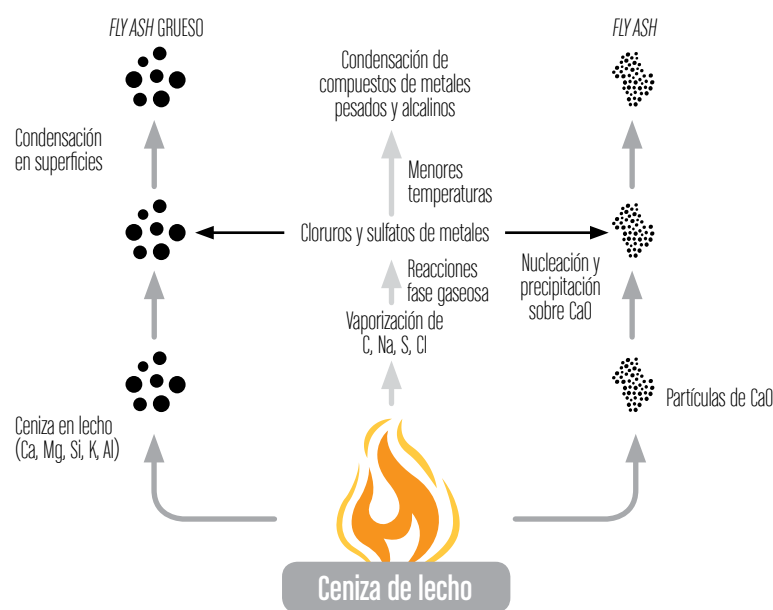 FLY ASH GRUESO
FLY ASH
Condensación de
compuestos de metales
pesados y alcalinos
Condensación
en superficies
Menores
temperaturas
Cloruros y sulfatos de metales
Reacciones
fase gaseosa
Nucleación y
precipitación
sobre CaO
Vaporización de
C, Na, S, Cl
Partículas de CaO
Ceniza en lecho
(Ca, Mg, Si, K, Al)
Ceniza de lecho